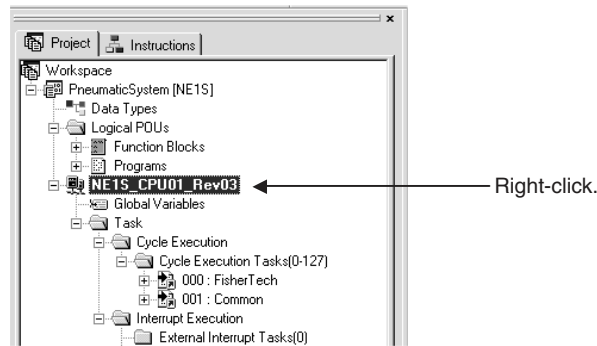 ×
Project
Instructions
Workspace
PneumaticSystem [NE1S]
Data Types
Logical POUs
Function Blocks
Programs
NE1S_CPU01_Rev03
Right-click.
Global Variables
Task
Cycle Execution
Cycle Execution Tasks(0-127)
000 : FisherTech
001 : Common
Interrupt Execution
External Interrupt Tasks(0)